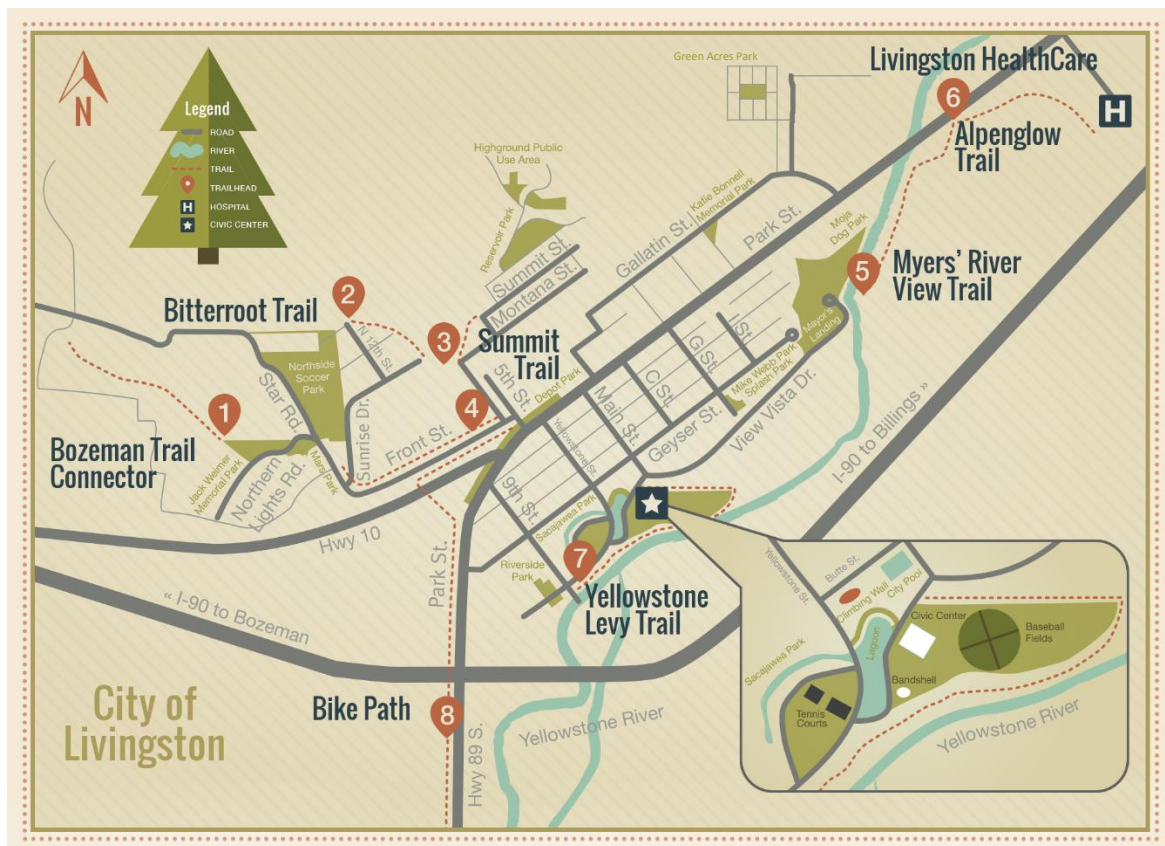 N
Legend
ROAD
RIVER
TRAIL
TRAILHEAD
H
HOSPITAL
CIVIC CENTER
Green Acres Park
Livingston HealthCare
6
H
Alpenglow
Trail
Highground Public
Use Area
Reservoir Park
Summit St.
Montana St.
Gallatin St.
Katie Bonnell
Memorial Park
Park St.
Moja
Dog Park
5
Myers' River
View Trail
Mayor's
Landing
Bitterroot Trail
2
N 12th St.
3
Summit
Trail
Northside
Soccer
Park
Star Rd.
Sunrise Dr.
5th St.
Depot Park
4
Front St.
I St.
G St.
C St.
Main St.
Mike Webb Park
Splash Park
Geyser St.
View Vista Dr.
1
Bozeman Trail
Connector
Jack Weimer
Memorial Park
Northern
Lights Rd.
Mars Park
Yellowstone St.
9th St.
Sacajawea Park
I-90 to Billings »
Hwy 10
Park St.
Riverside
Park
7
Yellowstone
Levy Trail
« I-90 to Bozeman
City of
Livingston
Bike Path
8
Hwy 89 S.
Yellowstone River
Yellowstone St.
Butte St.
Climbing Wall
City Pool
Civic Center
Baseball
Fields
Lagoon
Sacajawea Park
Bandshell
Tennis
Courts
Yellowstone River